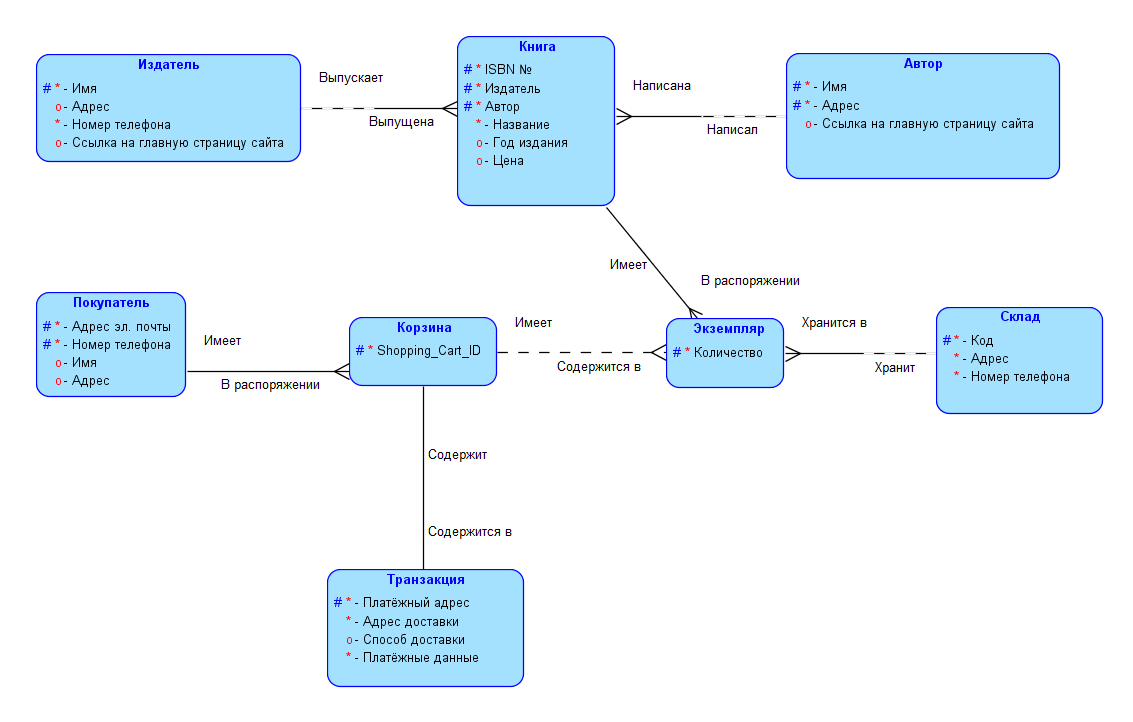 Издатель
# * - Имя
o - Адрес
* - Номер телефона
o - Ссылка на главную страницу сайта
Выпускает
Выпущена
Книга
# * ISBN №
# * Издатель
# * Автор
* - Название
o - Год издания
o - Цена
Написана
Написал
Автор
# * - Имя
# * - Адрес
o - Ссылка на главную страницу сайта
Имеет
В распоряжении
Покупатель
# * - Адрес эл. почты
# * - Номер телефона
o - Имя
o - Адрес
Имеет
В распоряжении
Корзина
# * Shopping_Cart_ID
Имеет
Содержится в
Экземпляр
# * Количество
Хранится в
Хранит
Склад
# * - Код
* - Адрес
* - Номер телефона
Содержит
Содержится в
Транзакция
# * - Платёжный адрес
* - Адрес доставки
o - Способ доставки
* - Платёжные данные